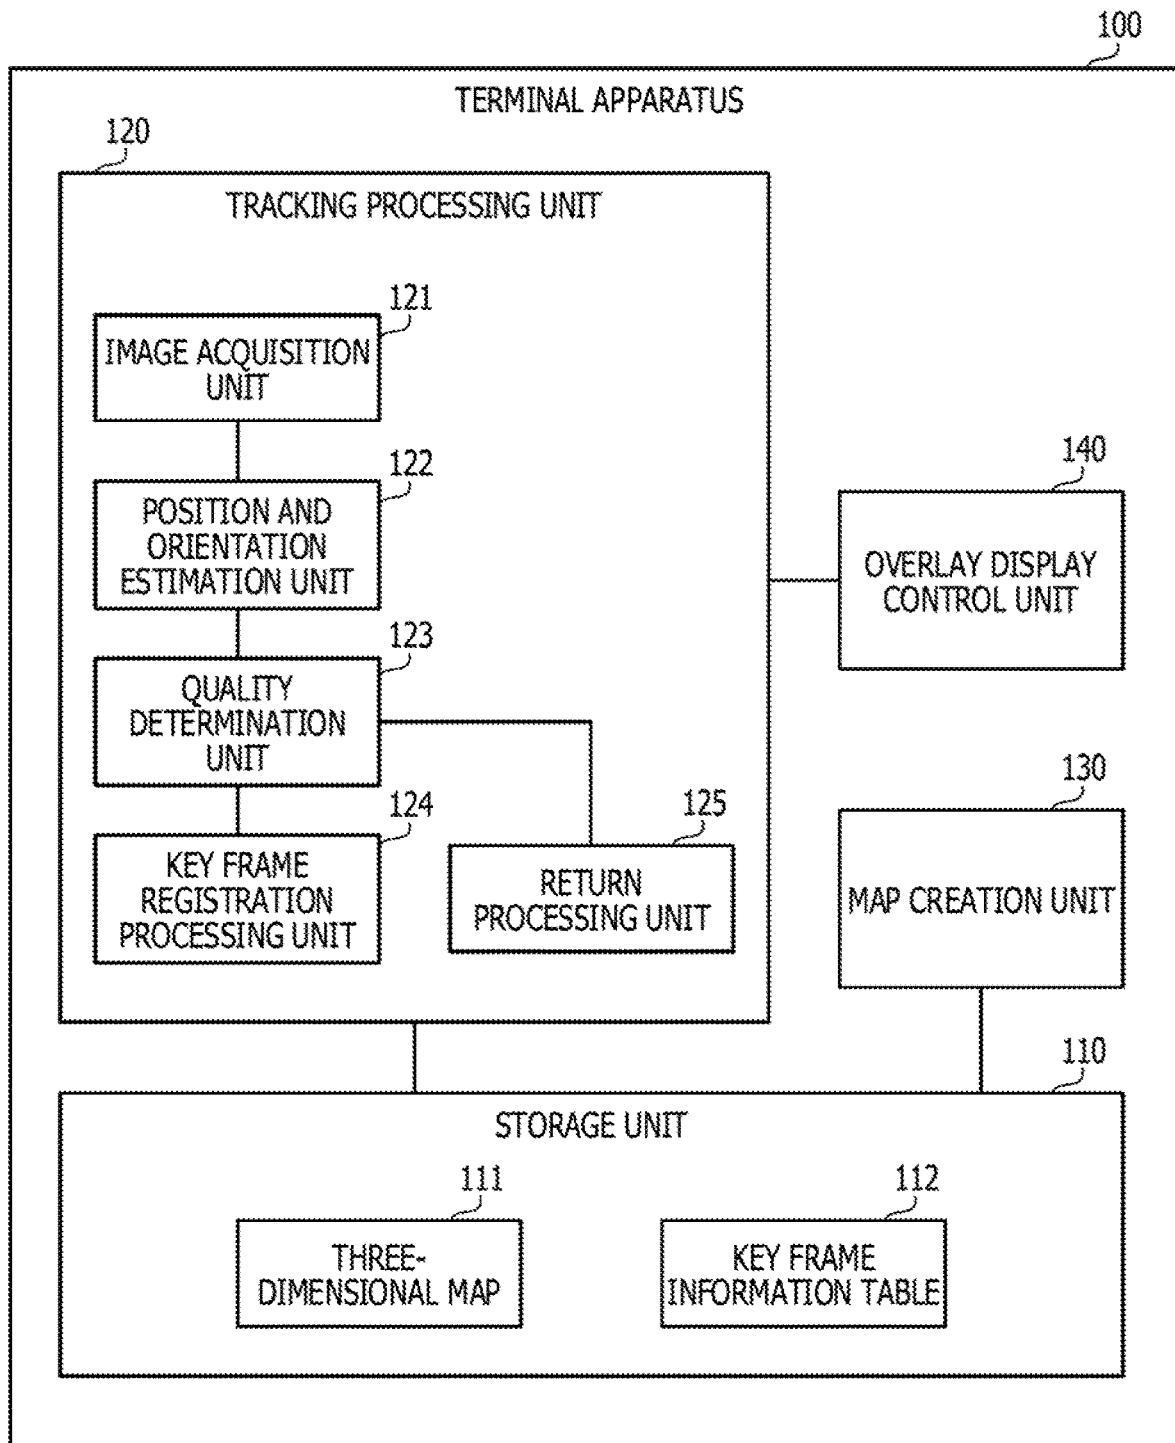 100
TERMINAL APPARATUS
120
TRACKING PROCESSING UNIT
121
IMAGE ACQUISITION
UNIT
122
POSITION AND
ORIENTATION
ESTIMATION UNIT
123
QUALITY
DETERMINATION
UNIT
124
KEY FRAME
REGISTRATION
PROCESSING UNIT
125
RETURN
PROCESSING UNIT
140
OVERLAY DISPLAY
CONTROL UNIT
130
MAP CREATION UNIT
110
STORAGE UNIT
111
THREE-
DIMENSIONAL MAP
112
KEY FRAME
INFORMATION TABLE